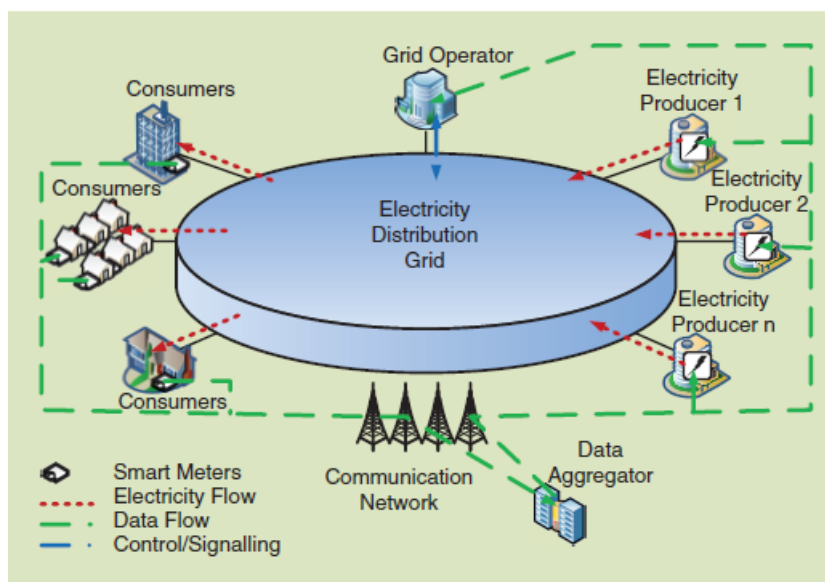 Grid Operator
Consumers
Electricity
Producer 1
Consumers
Electricity
Producer 2
Electricity
Distribution
Grid
Electricity
Producer n
Consumers
Smart Meters
Electricity Flow
Data Flow
Control/Signalling
Communication
Network
Data
Aggregator